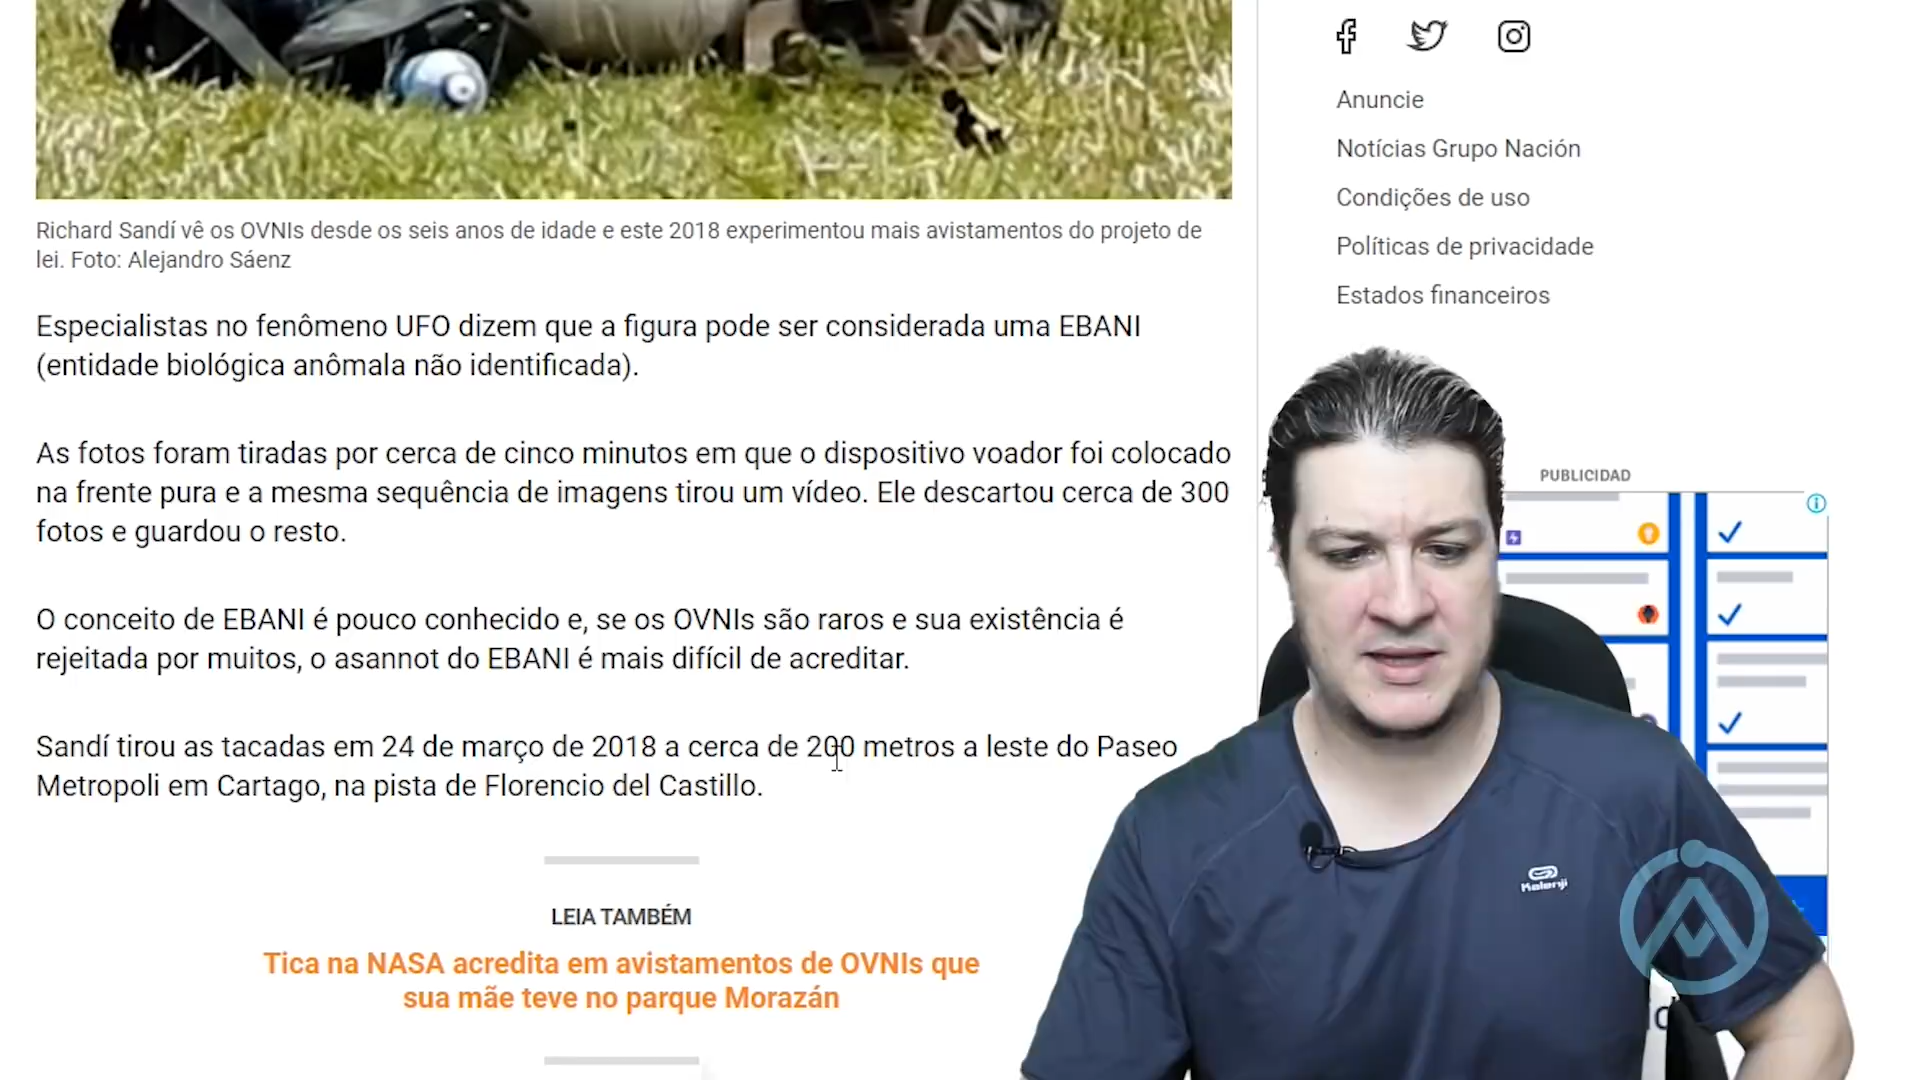 Richard Sandí vê os OVNIs desde os seis anos de idade e este 2018 experimentou mais avistamentos do projeto de
lei. Foto: Alejandro Sáenz
Especialistas no fenômeno UFO dizem que a figura pode ser considerada uma EBANI
(entidade biológica anômala não identificada).
As fotos foram tiradas por cerca de cinco minutos em que o dispositivo voador foi colocado
na frente pura e a mesma sequência de imagens tirou um vídeo. Ele descartou cerca de 300
fotos e guardou o resto.
O conceito de EBANI é pouco conhecido e, se os OVNIs são raros e sua existência é
rejeitada por muitos, o asannot do EBANI é mais difícil de acreditar.
Sandí tirou as tacadas em 24 de março de 2018 a cerca de 200 metros a leste do Paseo
Metropoli em Cartago, na pista de Florencio del Castillo.
LEIA TAMBÉM
Tica na NASA acredita em avistamentos de OVNIs que
sua mãe teve no parque Morazán
Anuncie
Notícias Grupo Nación
Condições de uso
Políticas de privacidade
Estados financeiros
PUBLICIDAD
Kalenji